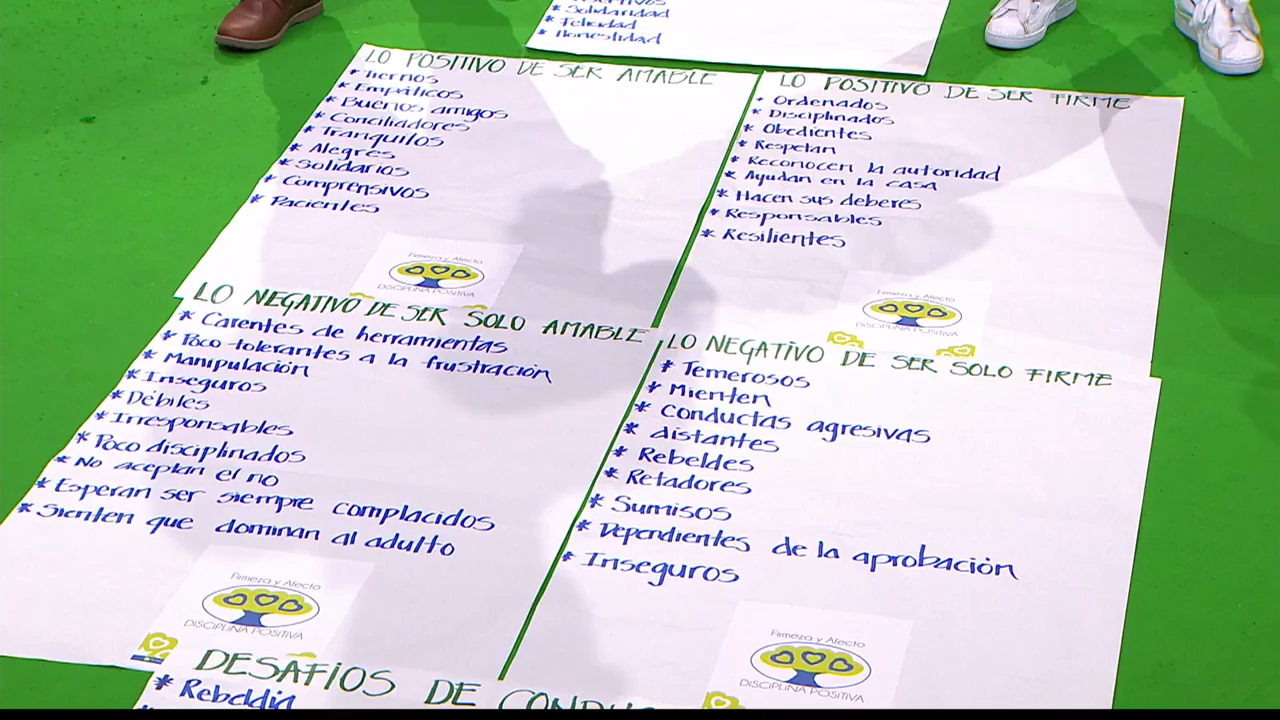 * Solidaridad
* Felicidad
* Honestidad
LO POSITIVO DE SER AMABLE
* Tiernos
* Empáticos
* Buenos amigos
* Conciliadores
* Tranquilos
* Alegres
* Solidarios
* Comprensivos
* Pacientes
Firmeza y Afecto
DISCIPLINA POSITIVA
LO POSITIVO DE SER FIRME
* Ordenados
* Disciplinados
* Obedientes
* Respetan
* Reconocen la autoridad
* Ayudan en la casa
* Hacen sus deberes
* Responsables
* Resilientes
Firmeza y Afecto
DISCIPLINA POSITIVA
LO NEGATIVO DE SER SOLO AMABLE
* Carentes de herramientas
* Poco tolerantes a la frustración
* Manipulación
* Inseguros
* Débiles
* Irresponsables
* Poco disciplinados
* No aceptan el no
* Esperan ser siempre complacidos
* Sienten que dominan al adulto
Firmeza y Afecto
DISCIPLINA POSITIVA
LO NEGATIVO DE SER SOLO FIRME
* Temerosos
* Mienten
* Conductas agresivas
* distantes
* Rebeldes
* Retadores
* Sumisos
* Dependientes de la aprobación
* Inseguros
Firmeza y Afecto
DISCIPLINA POSITIVA
DESAFÍOS DE
* Rebeldía